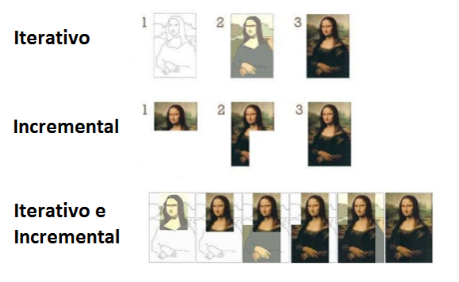 Iterativo
1 2 3
Incremental
1 2 3
Iterativo e
Incremental